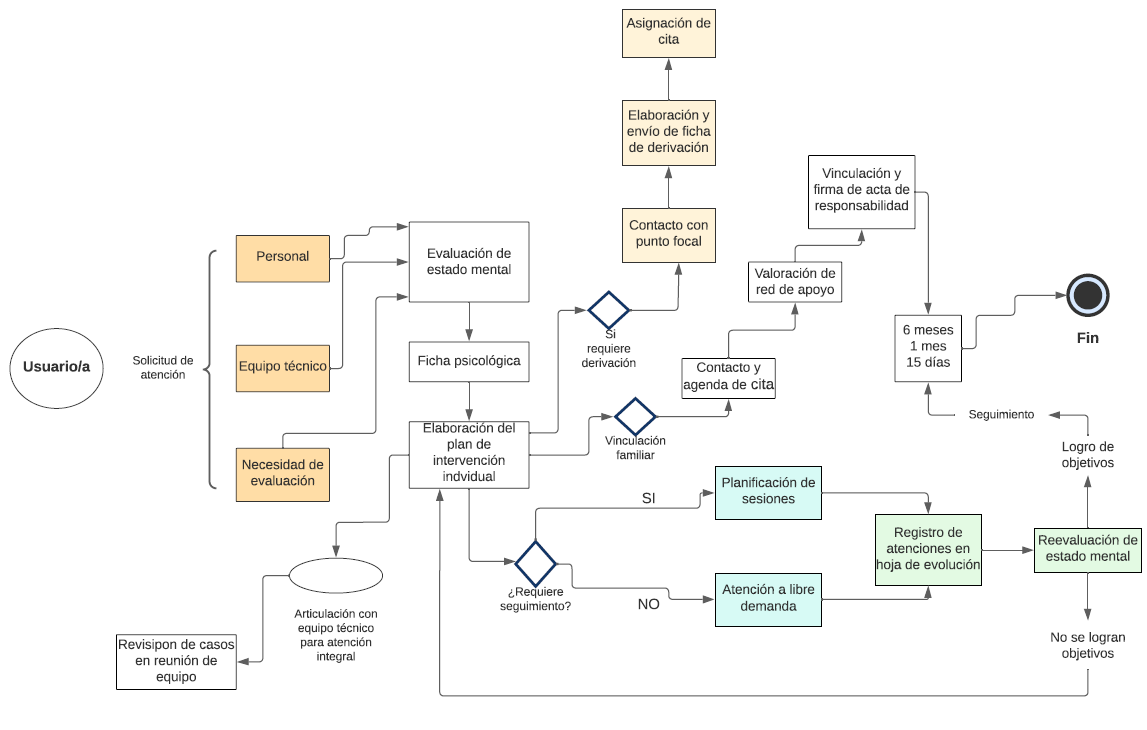 Usuario/a
Solicitud de
atención
Personal
Equipo técnico
Necesidad de
evaluación
Evaluación de
estado mental
Ficha psicológica
Elaboración del
plan de
intervención
indvidual
Articulación con
equipo técnico
para atención
integral
Revisipon de casos
en reunión de
equipo
Si
requiere
derivación
Contacto con
punto focal
Elaboración y
envío de ficha
de derivación
Asignación de
cita
Vinculación
familiar
Contacto y
agenda de cita
Valoración de
red de apoyo
Vinculación y
firma de acta de
responsabilidad
¿Requiere
seguimiento?
SI
NO
Planificación de
sesiones
Atención a libre
demanda
Registro de
atenciones en
hoja de evolución
Reevaluación de
estado mental
Logro de
objetivos
No se logran
objetivos
Seguimiento
6 meses
1 mes
15 días
Fin